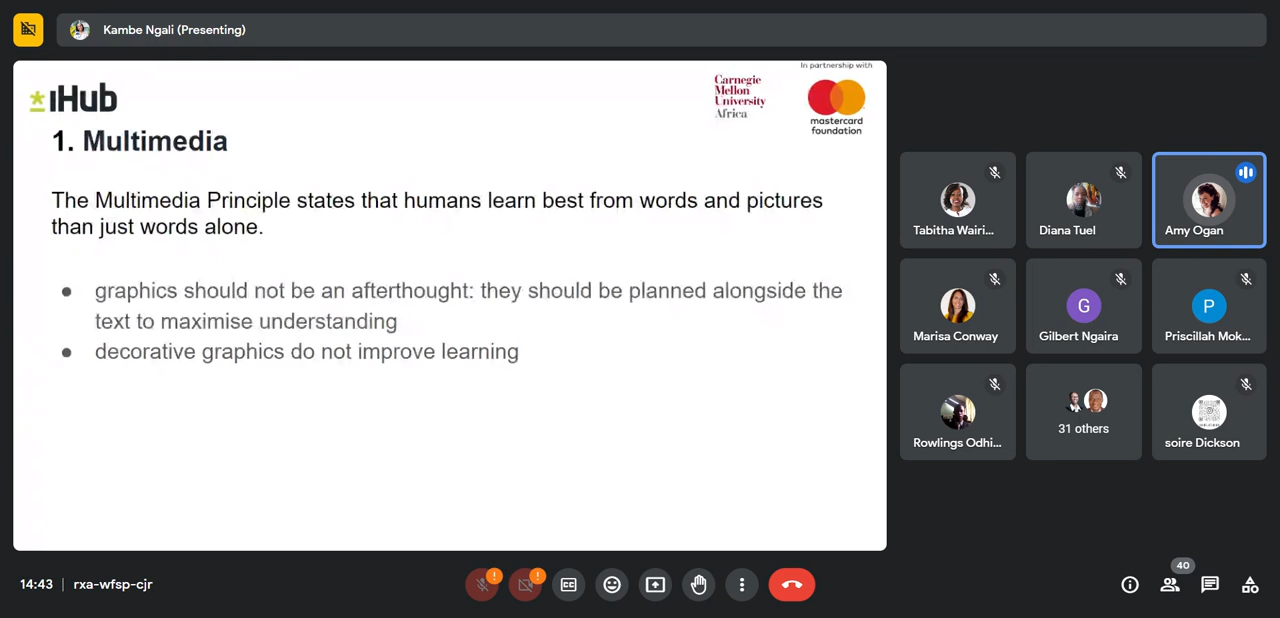 Kambe Ngali (Presenting)
In partnership with
*ıHub
Carnegie
Mellon
University
Africa
mastercard
foundation
1. Multimedia
The Multimedia Principle states that humans learn best from words and pictures
than just words alone.
● graphics should not be an afterthought: they should be planned alongside the
text to maximise understanding
● decorative graphics do not improve learning
Tabitha Wairi...
Diana Tuel
Amy Ogan
Marisa Conway
G
Gilbert Ngaira
P
Priscillah Mok...
Rowlings Odhi...
31 others
soire Dickson
14:43 | rxa-wfsp-cjr
!
!
CC
40